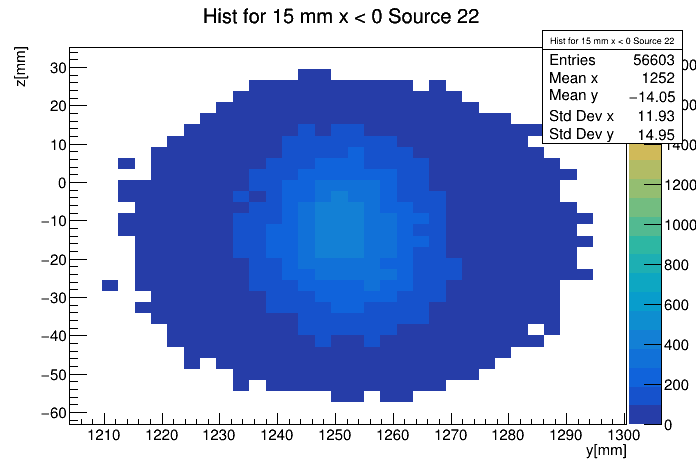 Hist for 15 mm x < 0 Source 22
Hist for 15 mm x < 0 Source 22
Entries 56603
Mean x 1252
Mean y −14.05
Std Dev x 11.93
Std Dev y 14.95
z[mm]
30
20
10
0
−10
−20
−30
−40
−50
−60
1210 1220 1230 1240 1250 1260 1270 1280 1290 1300
y[mm]
1400
1200
1000
800
600
400
200
0